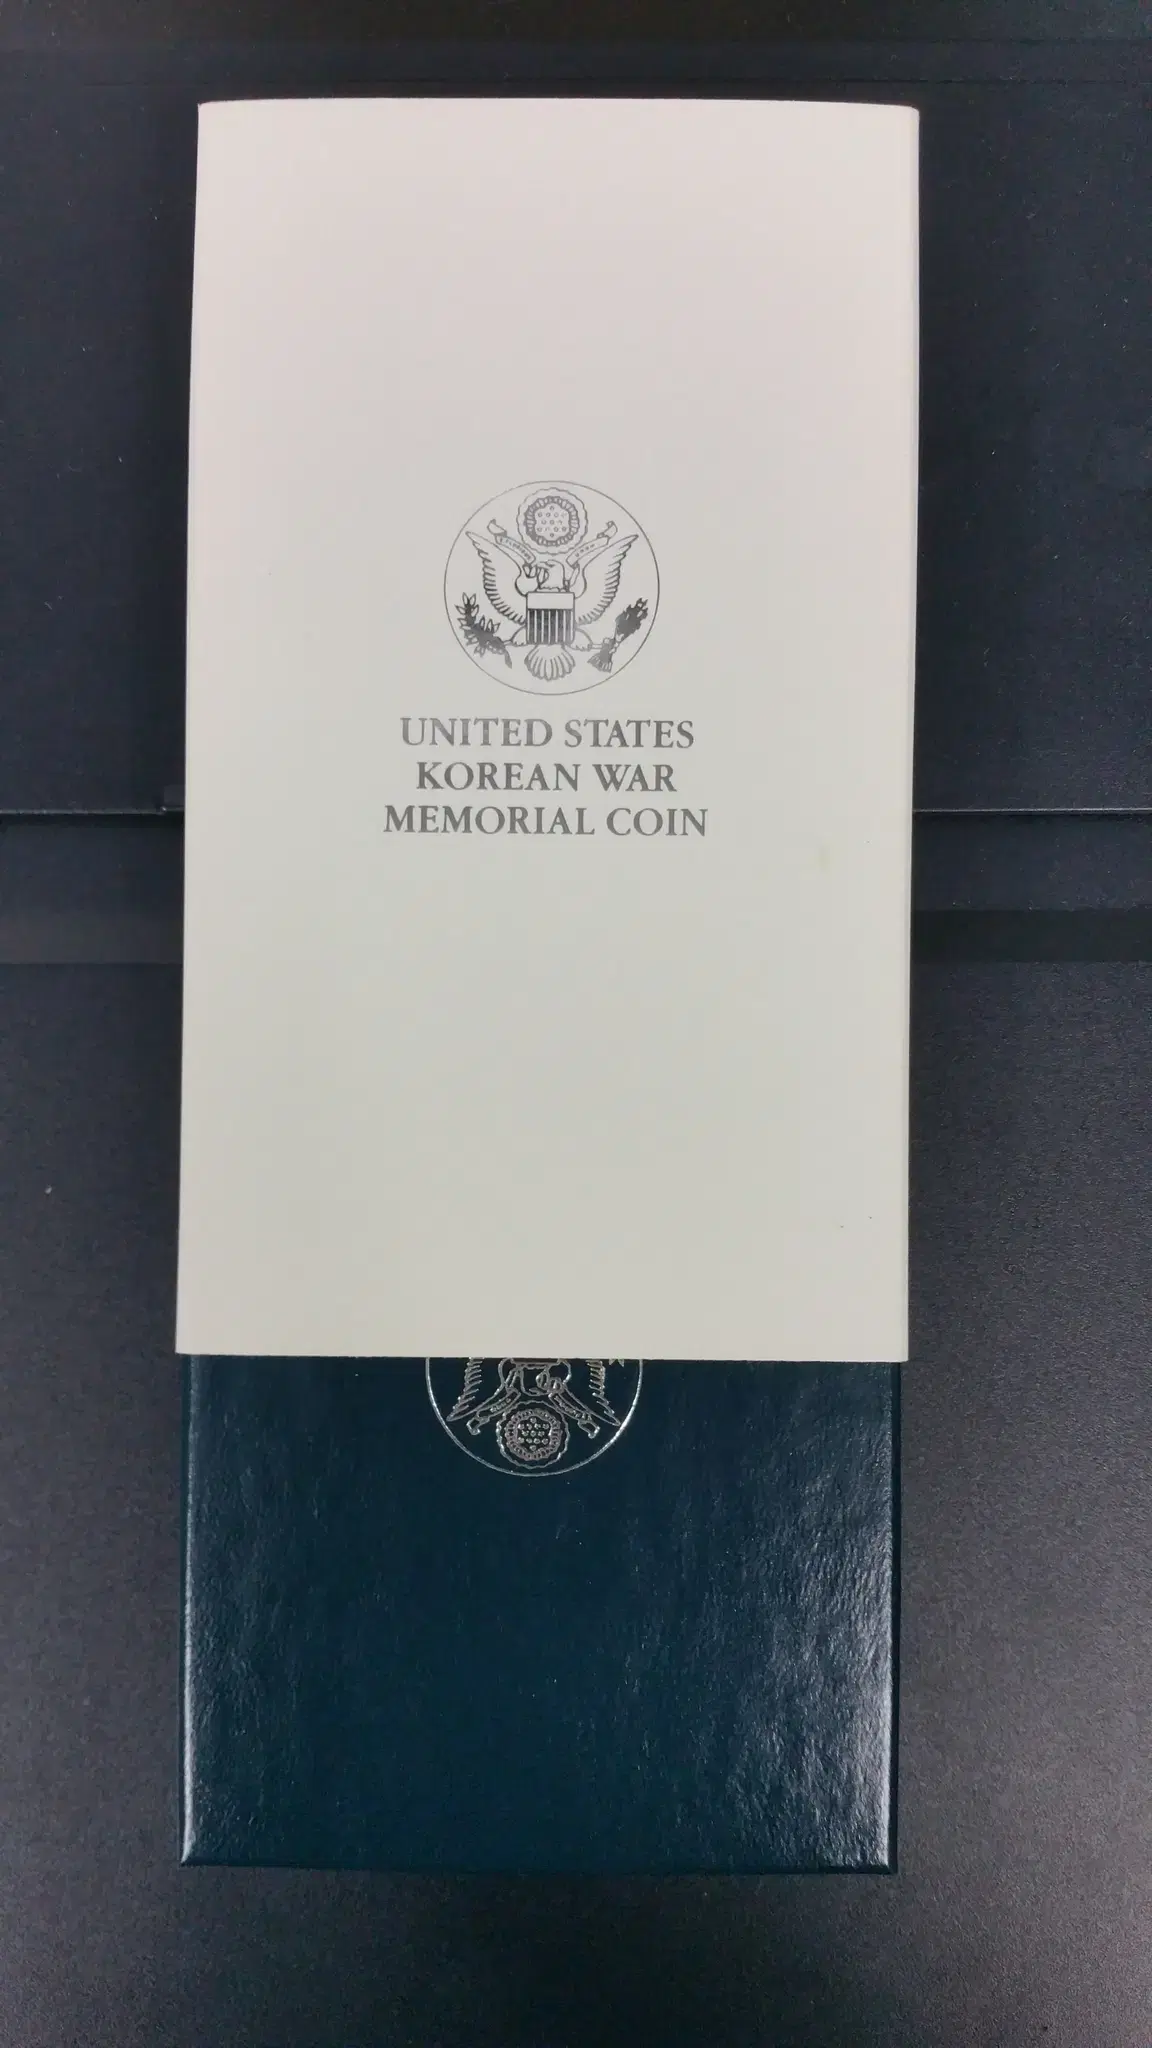 UNITED STATES
KOREAN WAR
MEMORIAL COIN